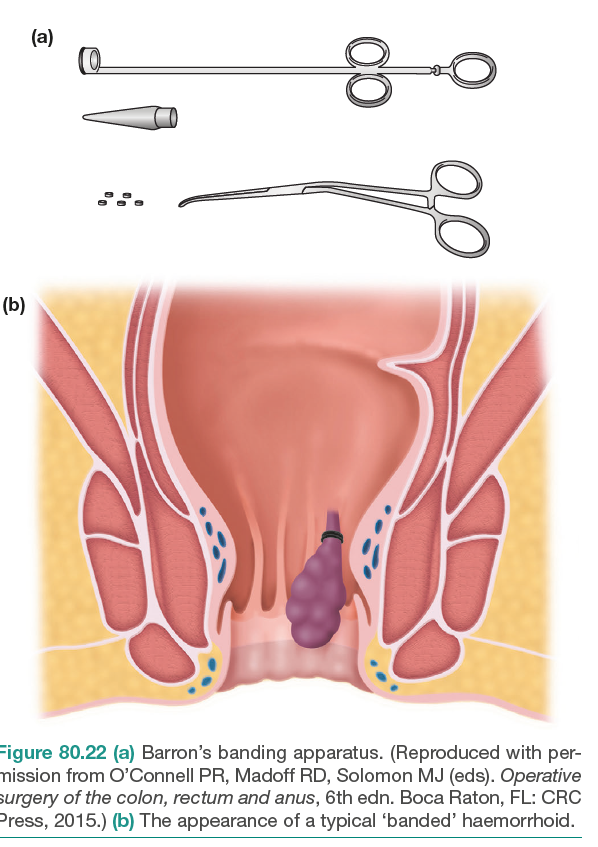 (a)
(b)
Figure 80.22 (a) Barron's banding apparatus. (Reproduced with per-
mission from O'Connell PR, Madoff RD, Solomon MJ (eds). Operative
surgery of the colon, rectum and anus, 6th edn. Boca Raton, FL: CRC
Press, 2015.) (b) The appearance of a typical 'banded' haemorrhoid.